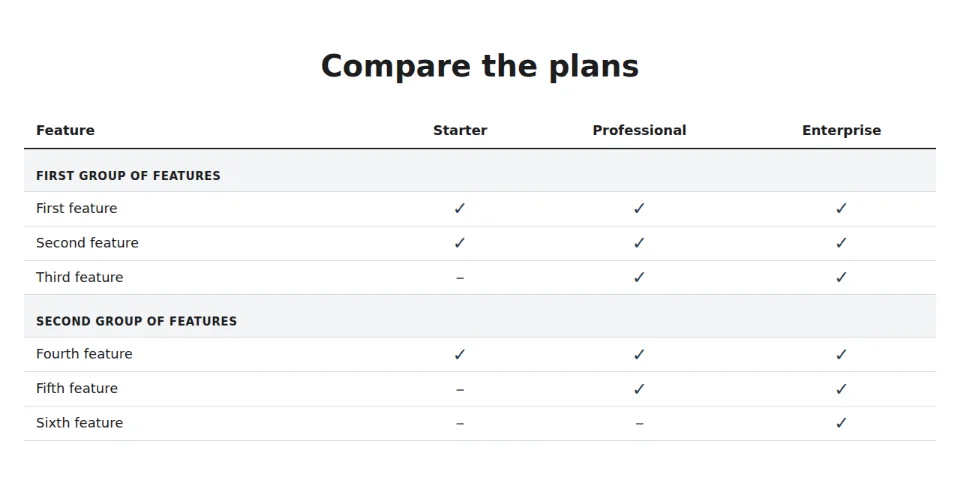 Compare the plans
Feature Starter Professional Enterprise
FIRST GROUP OF FEATURES
First feature ✓ ✓ ✓
Second feature ✓ ✓ ✓
Third feature – ✓ ✓
SECOND GROUP OF FEATURES
Fourth feature ✓ ✓ ✓
Fifth feature – ✓ ✓
Sixth feature – – ✓